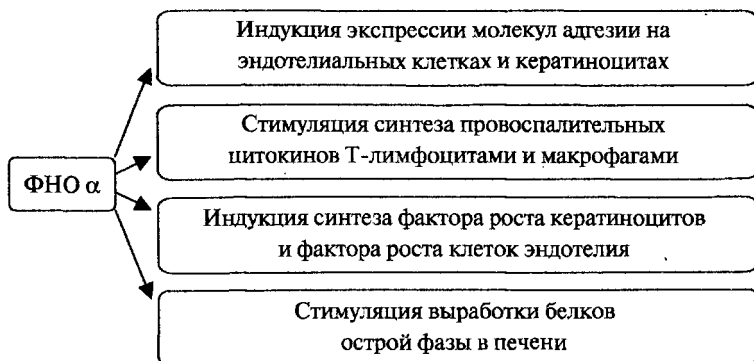 Индукция экспрессии молекул адгезии на
эндотелиальных клетках и кератиноцитах
Стимуляция синтеза провоспалительных
цитокинов Т-лимфоцитами и макрофагами
ФНО α
Индукция синтеза фактора роста кератиноцитов
и фактора роста клеток эндотелия
Стимуляция выработки белков
острой фазы в печени